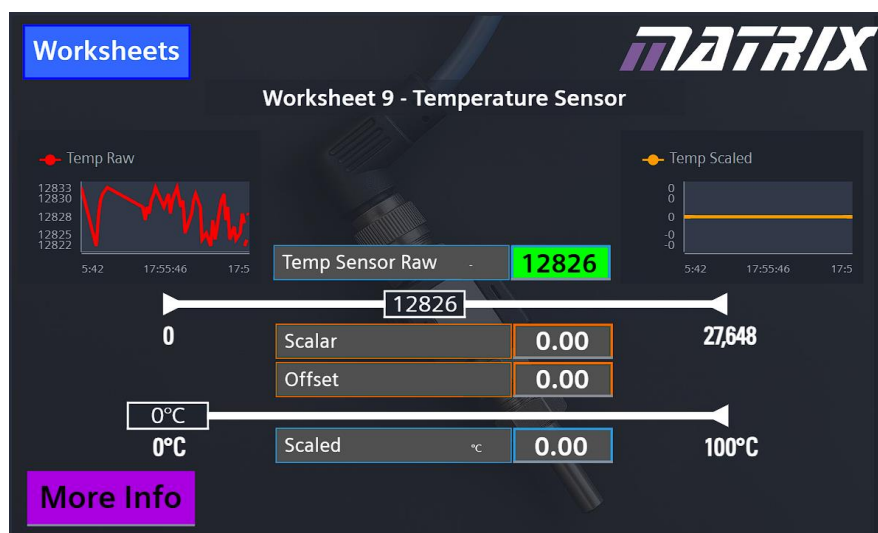 Worksheets
MATRIX
Worksheet 9 - Temperature Sensor
Temp Raw
12833
12830
12828
12825
12822
5:42 17:55:46 17:5
Temp Scaled
0
0
0
-0
-0
5:42 17:55:46 17:5
Temp Sensor Raw - 12826
12826
0 27,648
Scalar 0.00
Offset 0.00
0°C
0°C 100°C
Scaled °C 0.00
More Info